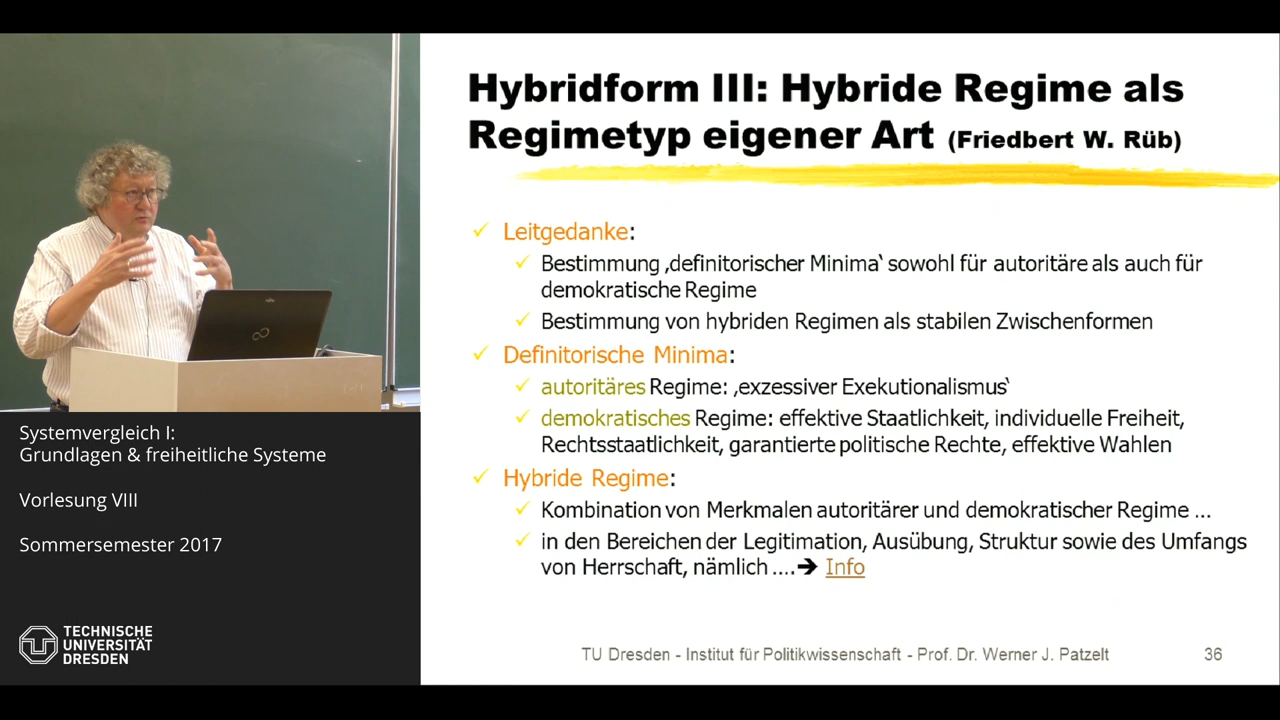 Hybridform III: Hybride Regime als
Regimetyp eigener Art (Friedbert W. Rüb)
Leitgedanke:
Bestimmung ‚definitorischer Minima‘ sowohl für autoritäre als auch für
demokratische Regime
Bestimmung von hybriden Regimen als stabilen Zwischenformen
Definitorische Minima:
autoritäres Regime: ‚exzessiver Exekutionalismus‘
demokratisches Regime: effektive Staatlichkeit, individuelle Freiheit,
Rechtsstaatlichkeit, garantierte politische Rechte, effektive Wahlen
Hybride Regime:
Kombination von Merkmalen autoritärer und demokratischer Regime ...
in den Bereichen der Legitimation, Ausübung, Struktur sowie des Umfangs
von Herrschaft, nämlich ....➔ Info
TU Dresden - Institut für Politikwissenschaft - Prof. Dr. Werner J. Patzelt
36
Systemvergleich I:
Grundlagen & freiheitliche Systeme
Vorlesung VIII
Sommersemester 2017
TECHNISCHE
UNIVERSITÄT
DRESDEN